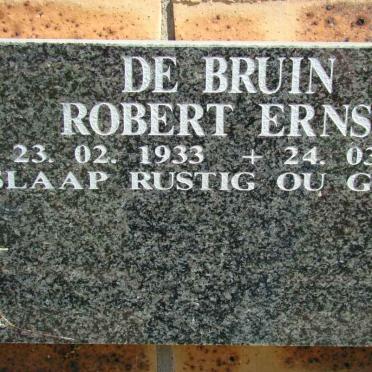 DE BRUIN
ROBERT ERNS
23. 02. 1933 + 24. 03
SLAAP RUSTIG OU G